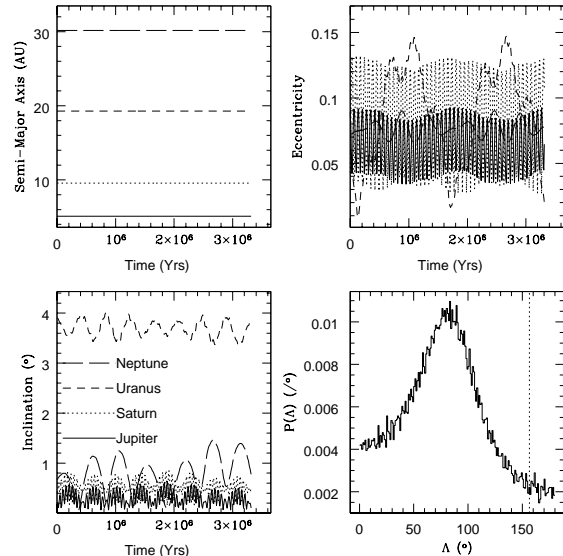 Semi-Major Axis (AU)
30
20
10
0
10⁶
2×10⁶
3×10⁶
Time (Yrs)
Eccentricity
0.15
0.1
0.05
0
10⁶
2×10⁶
3×10⁶
Time (Yrs)
Inclination (°)
4
3
2
1
Neptune
Uranus
Saturn
Jupiter
0
10⁶
2×10⁶
3×10⁶
Time (Yrs)
P(Λ) (/°)
0.01
0.008
0.006
0.004
0.002
0
50
100
150
Λ (°)